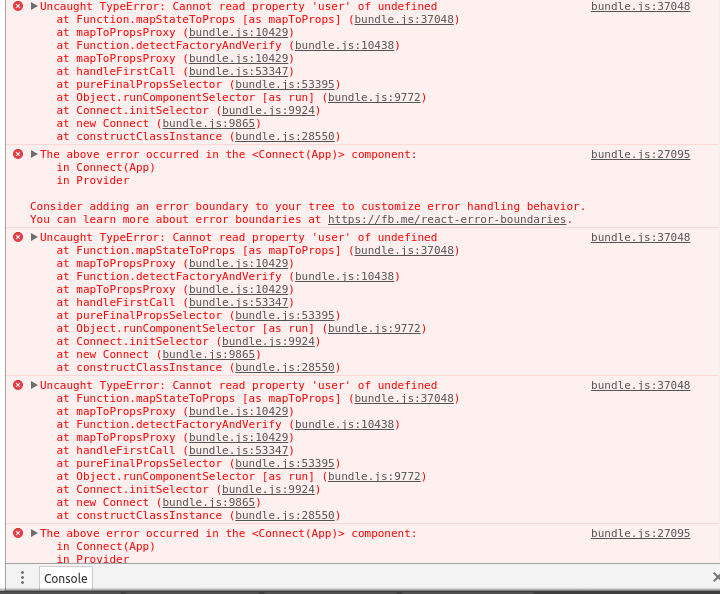 Uncaught TypeError: Cannot read property 'user' of undefined bundle.js:37048
at Function.mapStateToProps [as mapToProps] (bundle.js:37048)
at mapToPropsProxy (bundle.js:10429)
at Function.detectFactoryAndVerify (bundle.js:10438)
at mapToPropsProxy (bundle.js:10429)
at handleFirstCall (bundle.js:53347)
at pureFinalPropsSelector (bundle.js:53395)
at Object.runComponentSelector [as run] (bundle.js:9772)
at Connect.initSelector (bundle.js:9924)
at new Connect (bundle.js:9865)
at constructClassInstance (bundle.js:28550)
The above error occurred in the <Connect(App)> component: bundle.js:27095
in Connect(App)
in Provider
Consider adding an error boundary to your tree to customize error handling behavior.
You can learn more about error boundaries at https://fb.me/react-error-boundaries.
Uncaught TypeError: Cannot read property 'user' of undefined bundle.js:37048
at Function.mapStateToProps [as mapToProps] (bundle.js:37048)
at mapToPropsProxy (bundle.js:10429)
at Function.detectFactoryAndVerify (bundle.js:10438)
at mapToPropsProxy (bundle.js:10429)
at handleFirstCall (bundle.js:53347)
at pureFinalPropsSelector (bundle.js:53395)
at Object.runComponentSelector [as run] (bundle.js:9772)
at Connect.initSelector (bundle.js:9924)
at new Connect (bundle.js:9865)
at constructClassInstance (bundle.js:28550)
Uncaught TypeError: Cannot read property 'user' of undefined bundle.js:37048
at Function.mapStateToProps [as mapToProps] (bundle.js:37048)
at mapToPropsProxy (bundle.js:10429)
at Function.detectFactoryAndVerify (bundle.js:10438)
at mapToPropsProxy (bundle.js:10429)
at handleFirstCall (bundle.js:53347)
at pureFinalPropsSelector (bundle.js:53395)
at Object.runComponentSelector [as run] (bundle.js:9772)
at Connect.initSelector (bundle.js:9924)
at new Connect (bundle.js:9865)
at constructClassInstance (bundle.js:28550)
The above error occurred in the <Connect(App)> component: bundle.js:27095
in Connect(App)
in Provider
Console